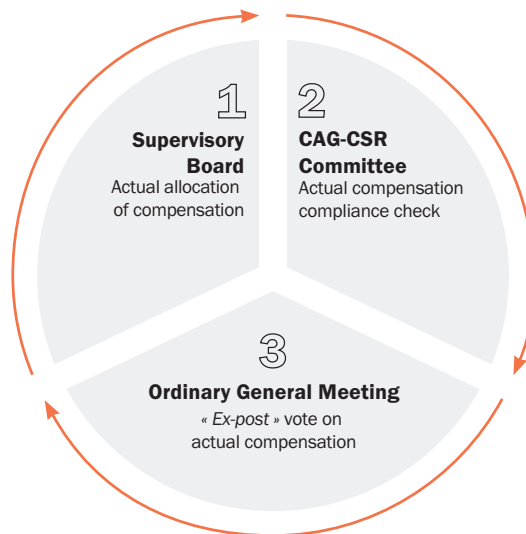 1
Supervisory
Board
Actual allocation
of compensation
2
CAG-CSR
Committee
Actual compensation
compliance check
3
Ordinary General Meeting
« Ex-post » vote on
actual compensation